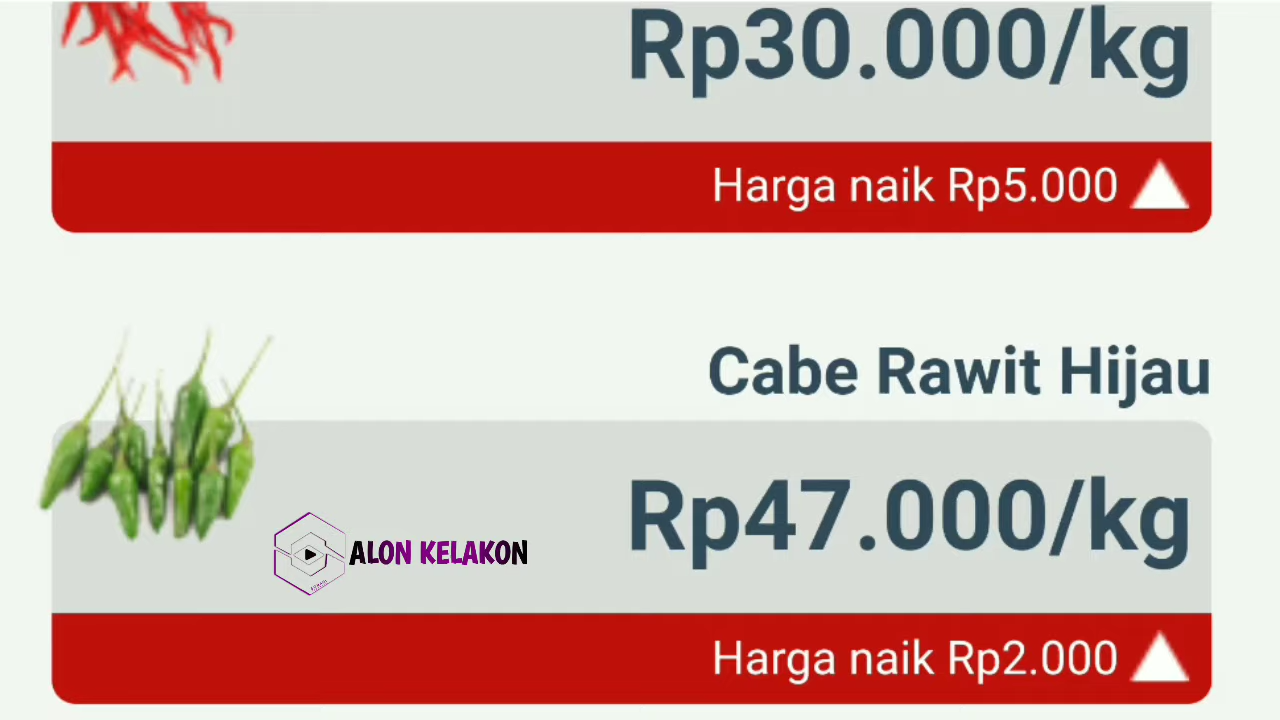 Rp30.000/kg
Harga naik Rp5.000
Cabe Rawit Hijau
Rp47.000/kg
ALON KELAKON
Harga naik Rp2.000